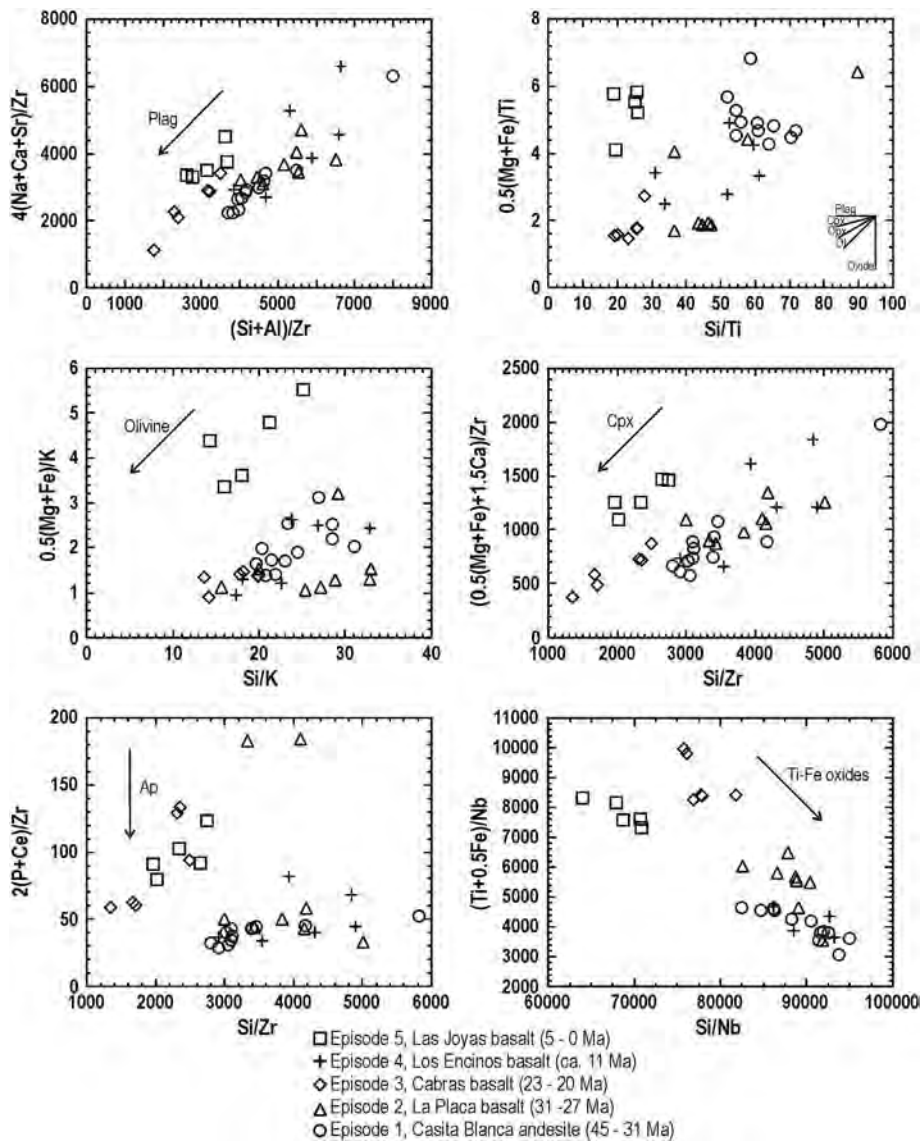 4(Na+Ca+Sr)/Zr
8000
6000
4000
2000
0
Plag
0 1000 3000 5000 7000 9000
(Si+Al)/Zr
0.5(Mg+Fe)/Ti
8
6
4
2
0
Plag
Cpx
Opx
Ol
Oxide
0 10 20 30 40 50 60 70 80 90 100
Si/Ti
0.5(Mg+Fe)/K
6
5
4
3
2
1
0
Olivine
0 10 20 30 40
Si/K
(0.5(Mg+Fe)+1.5Ca)/Zr
2500
2000
1500
1000
500
0
Cpx
1000 2000 3000 4000 5000 6000
Si/Zr
2(P+Ce)/Zr
200
150
100
50
0
Ap
1000 2000 3000 4000 5000 6000
Si/Zr
(Ti+0.5Fe)/Nb
11000
10000
9000
8000
7000
6000
5000
4000
3000
2000
Ti-Fe oxides
60000 70000 80000 90000 100000
Si/Nb
Episode 5, Las Joyas basalt (5 - 0 Ma)
Episode 4, Los Encinos basalt (ca. 11 Ma)
Episode 3, Cabras basalt (23 - 20 Ma)
Episode 2, La Placa basalt (31 -27 Ma)
Episode 1, Casita Blanca andesite (45 - 31 Ma)